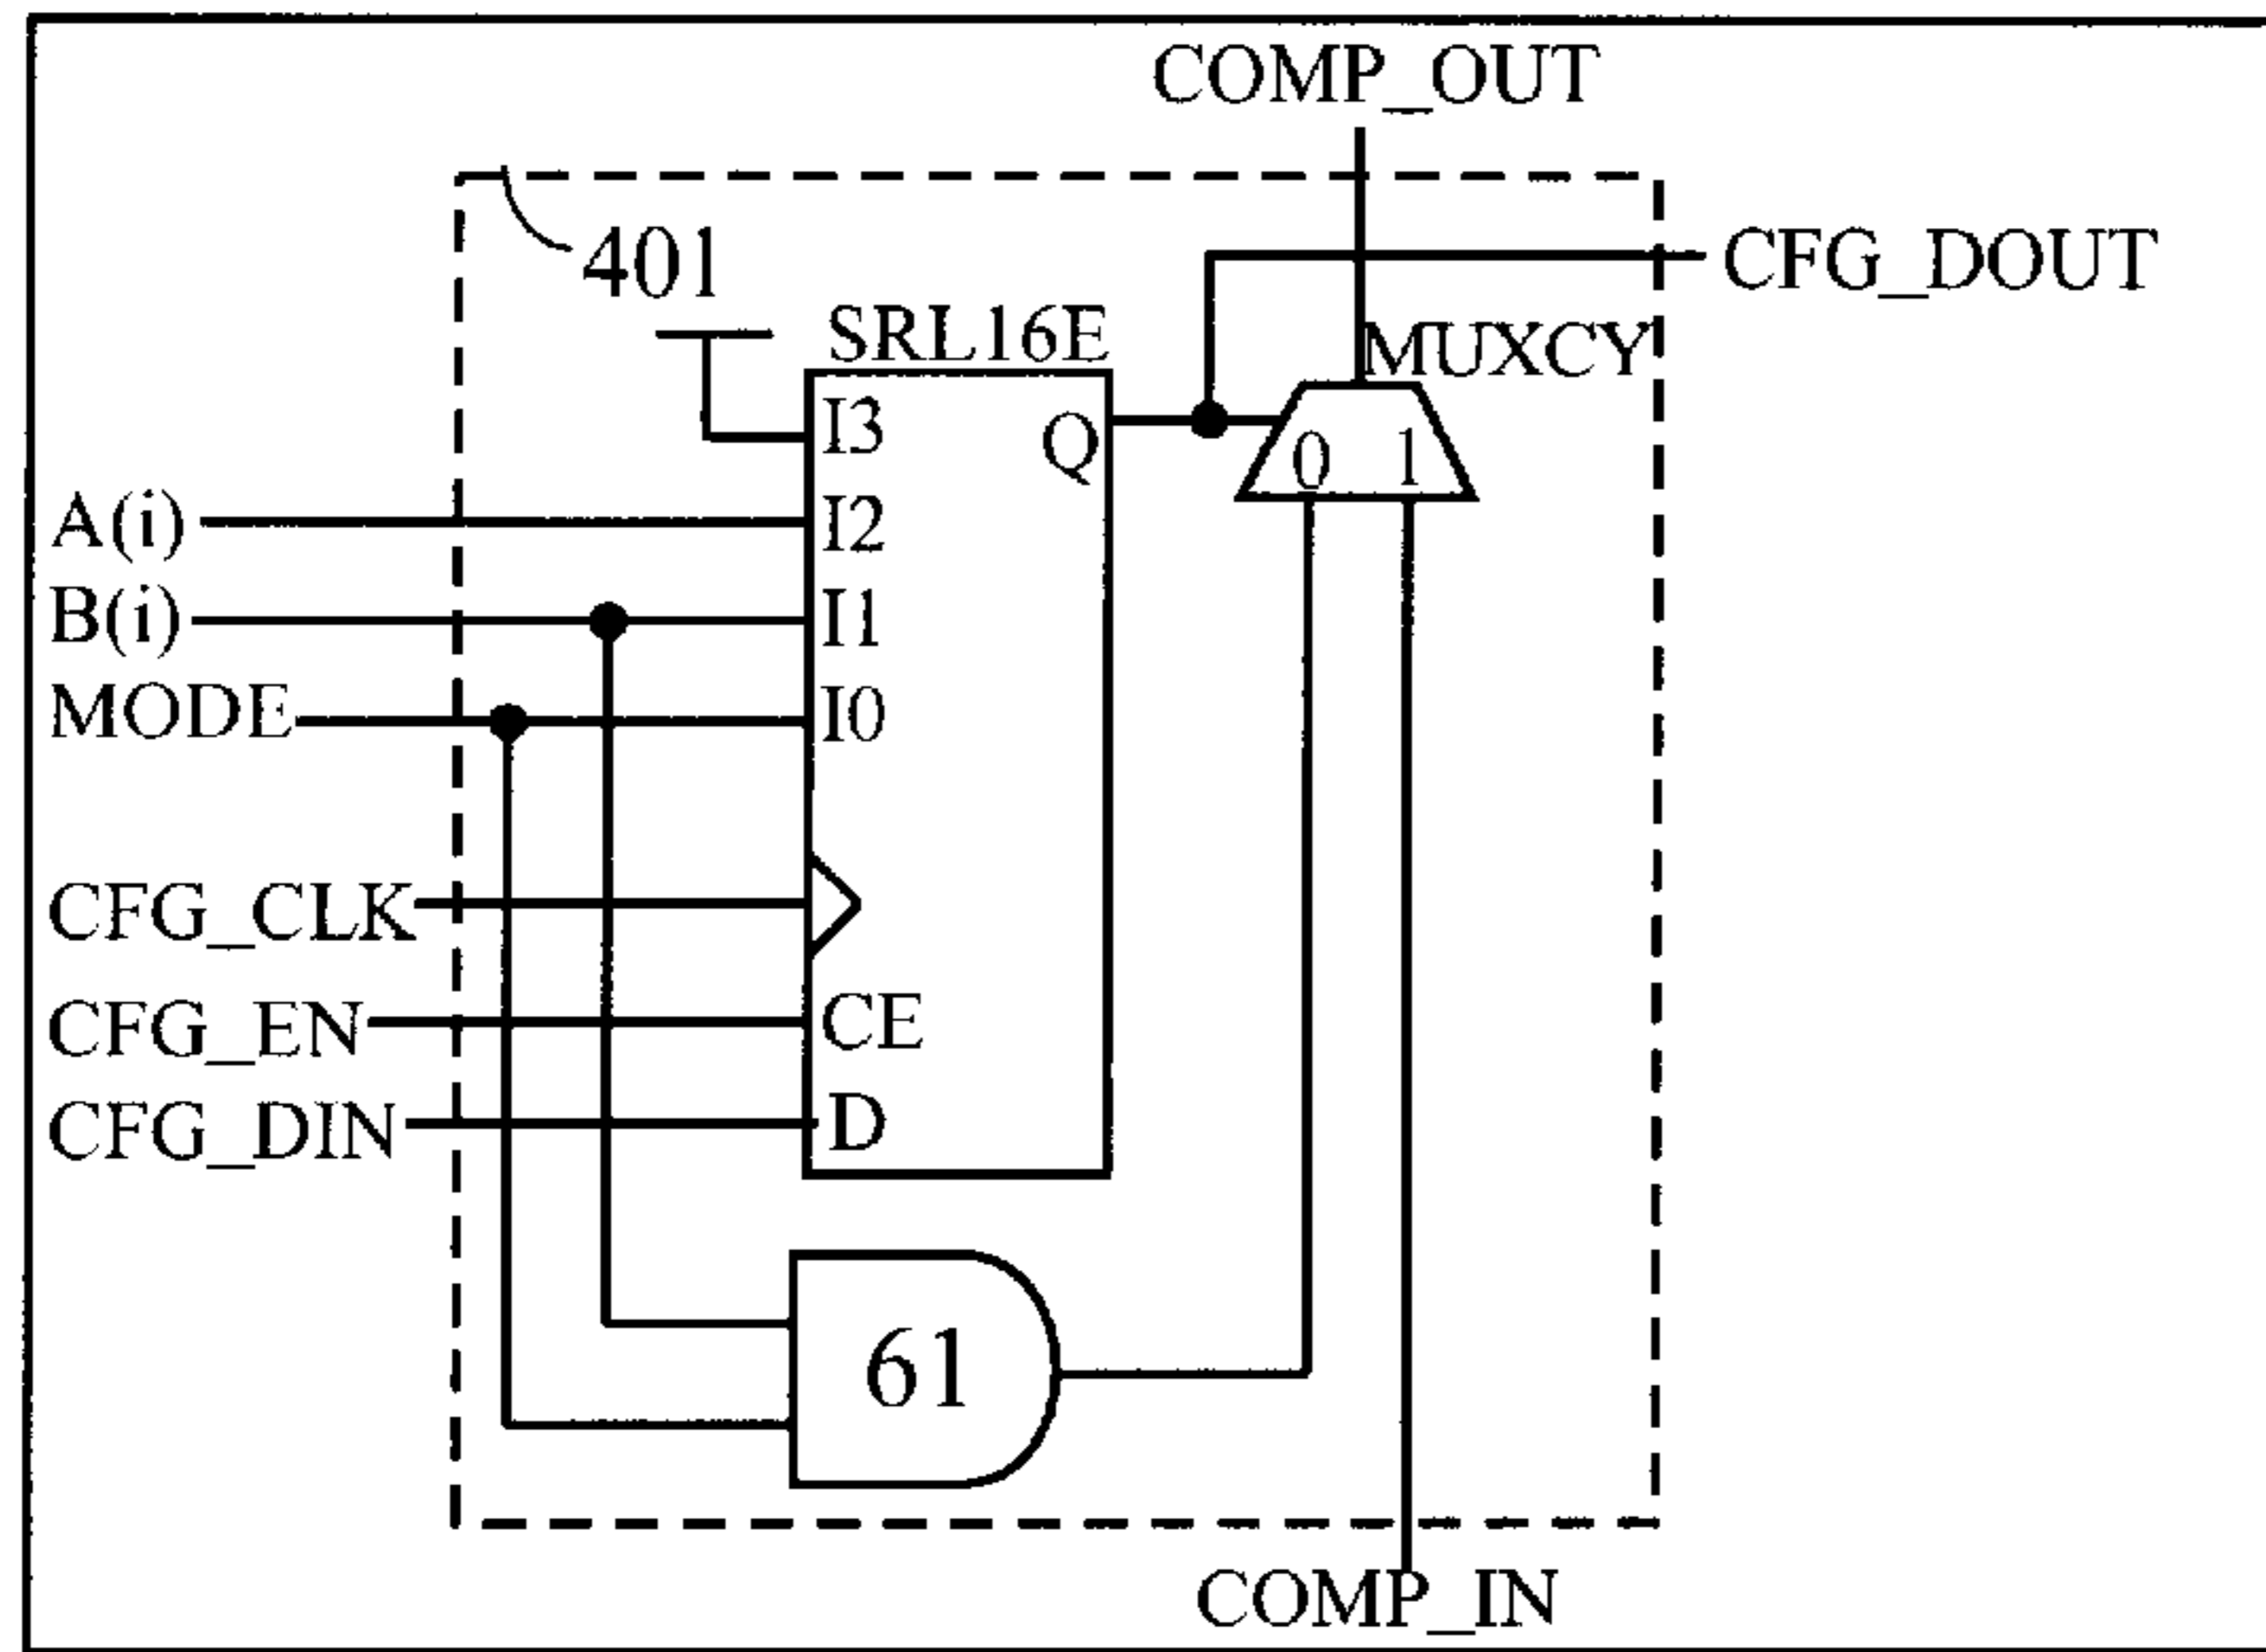 COMP_OUT
401
CFG_DOUT
SRL16E
MUXCY
I3
Q
0 1
A(i)
I2
B(i)
I1
MODE
I0
CFG_CLK
CFG_EN
CE
CFG_DIN
D
61
COMP_IN